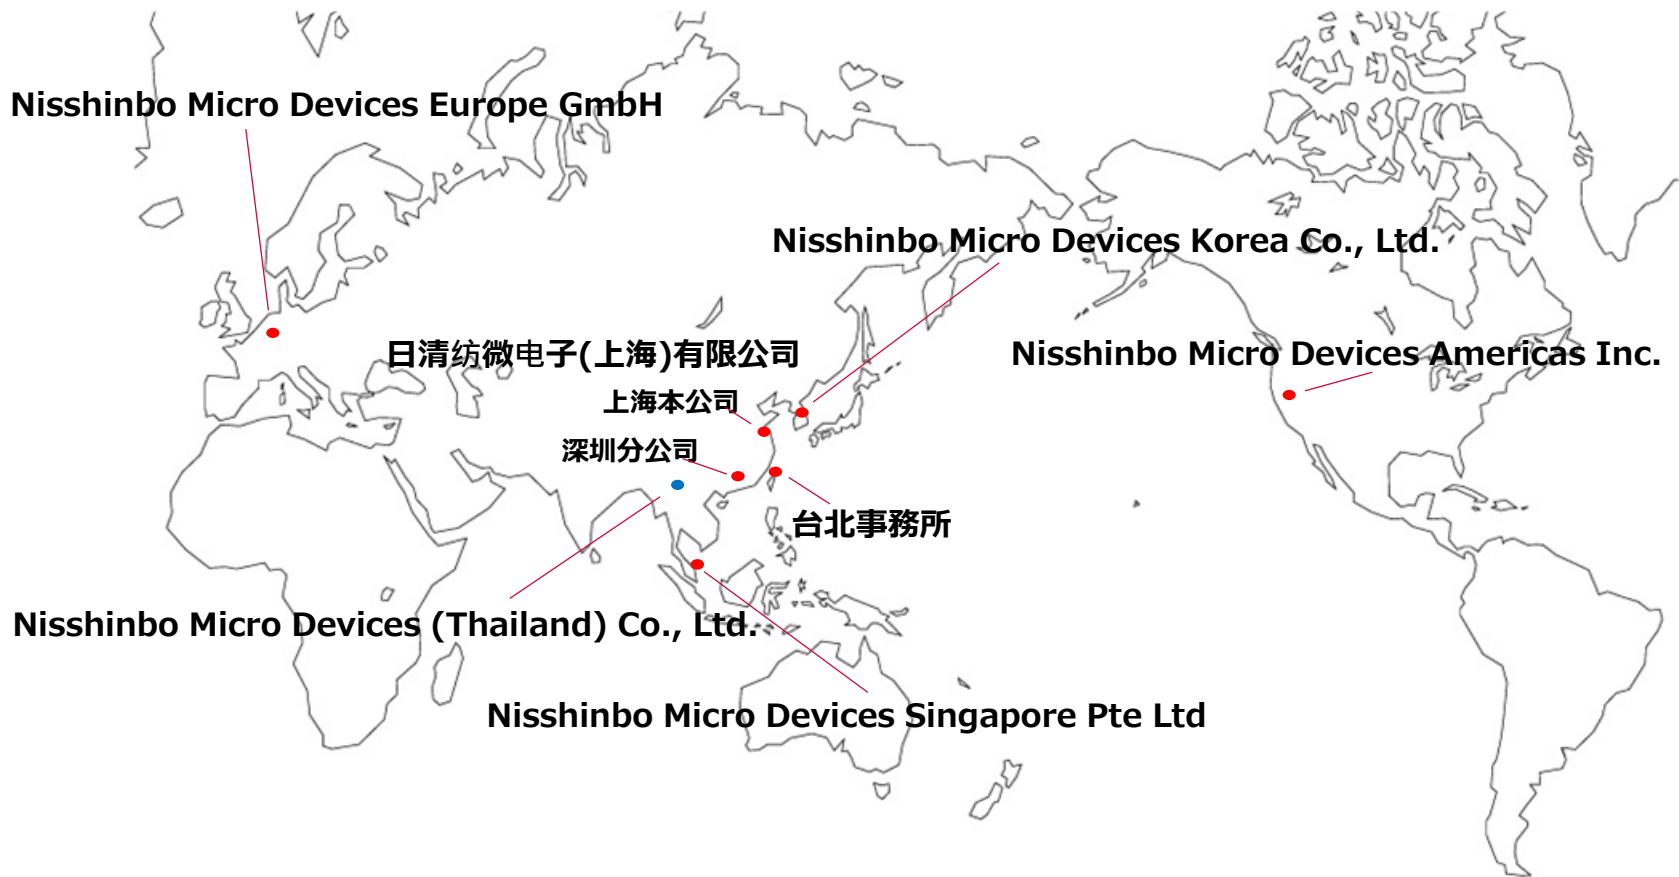 Nisshinbo Micro Devices Europe GmbH
Nisshinbo Micro Devices Korea Co., Ltd.
日清纺微电子(上海)有限公司
Nisshinbo Micro Devices Americas Inc.
上海本公司
深圳分公司
台北事務所
Nisshinbo Micro Devices (Thailand) Co., Ltd.
Nisshinbo Micro Devices Singapore Pte Ltd